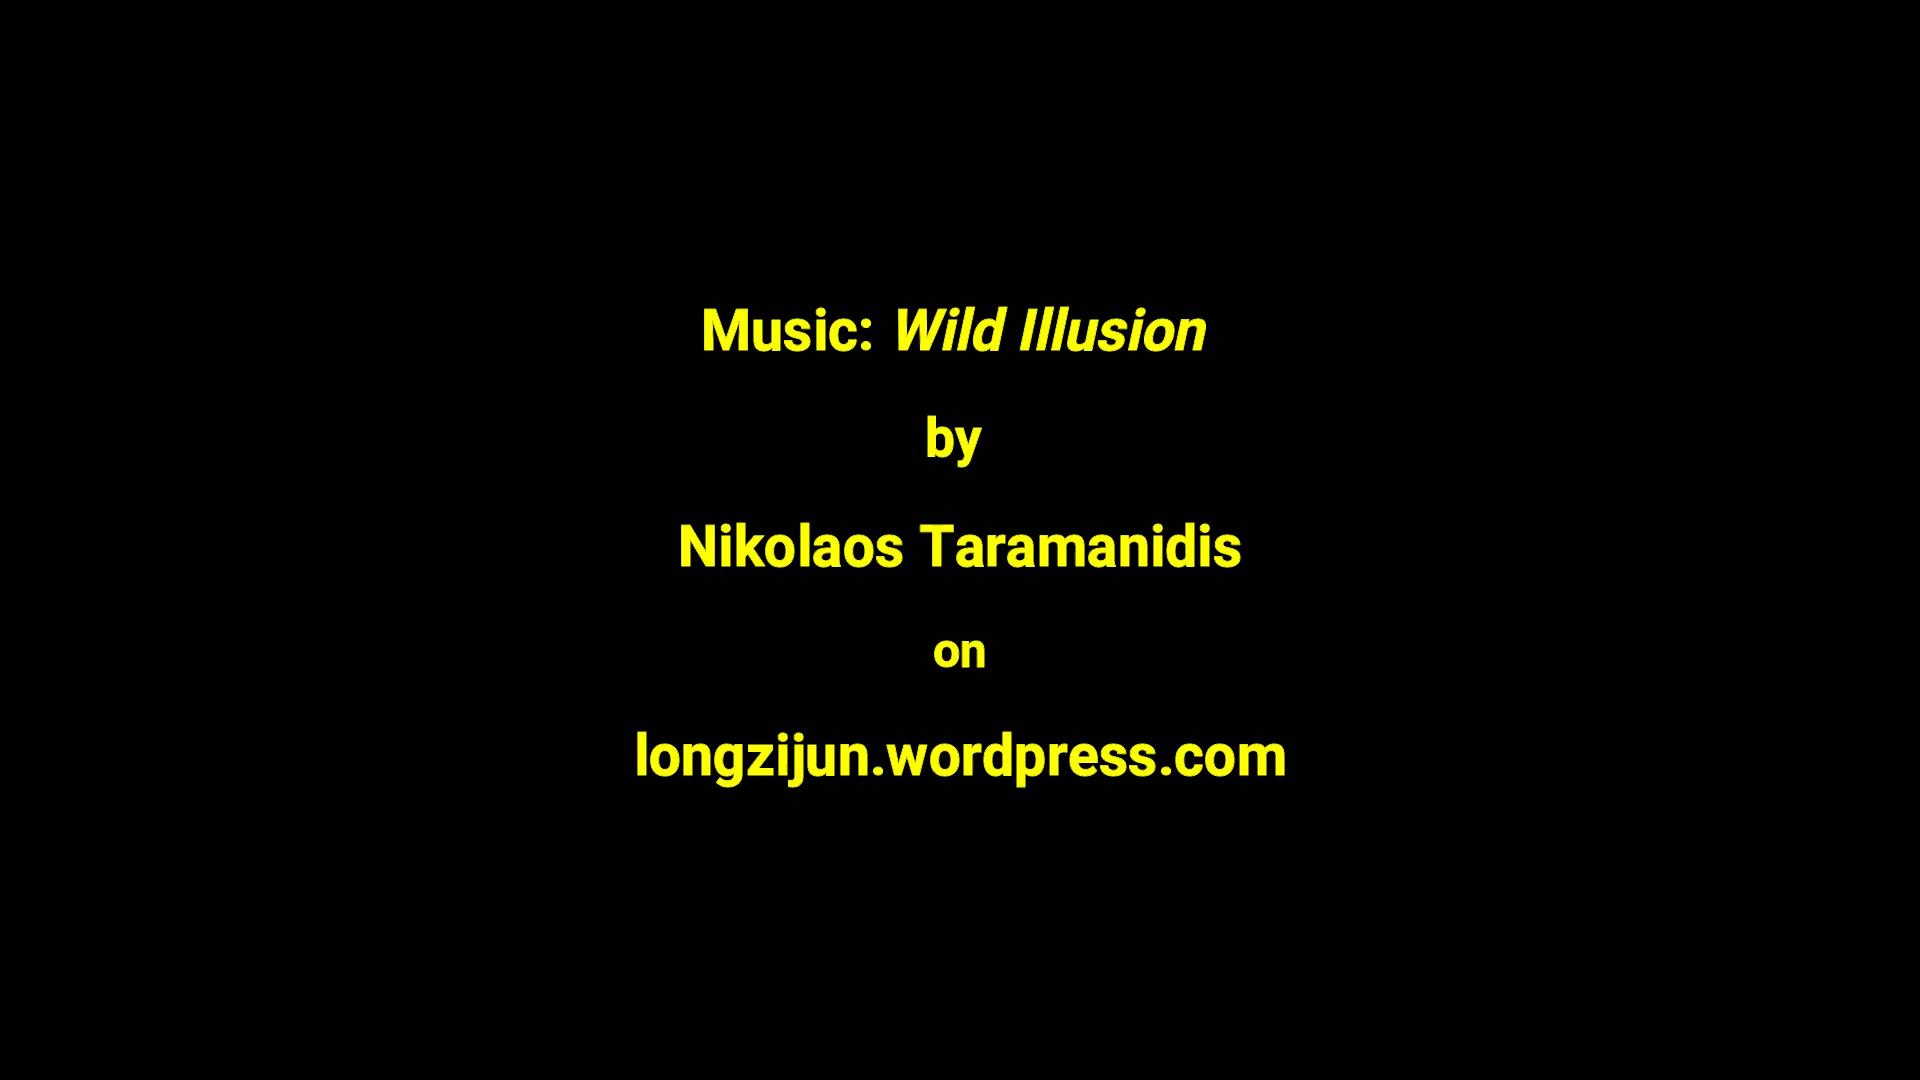 Music: Wild Illusion
by
Nikolaos Taramanidis
on
longzijun.wordpress.com